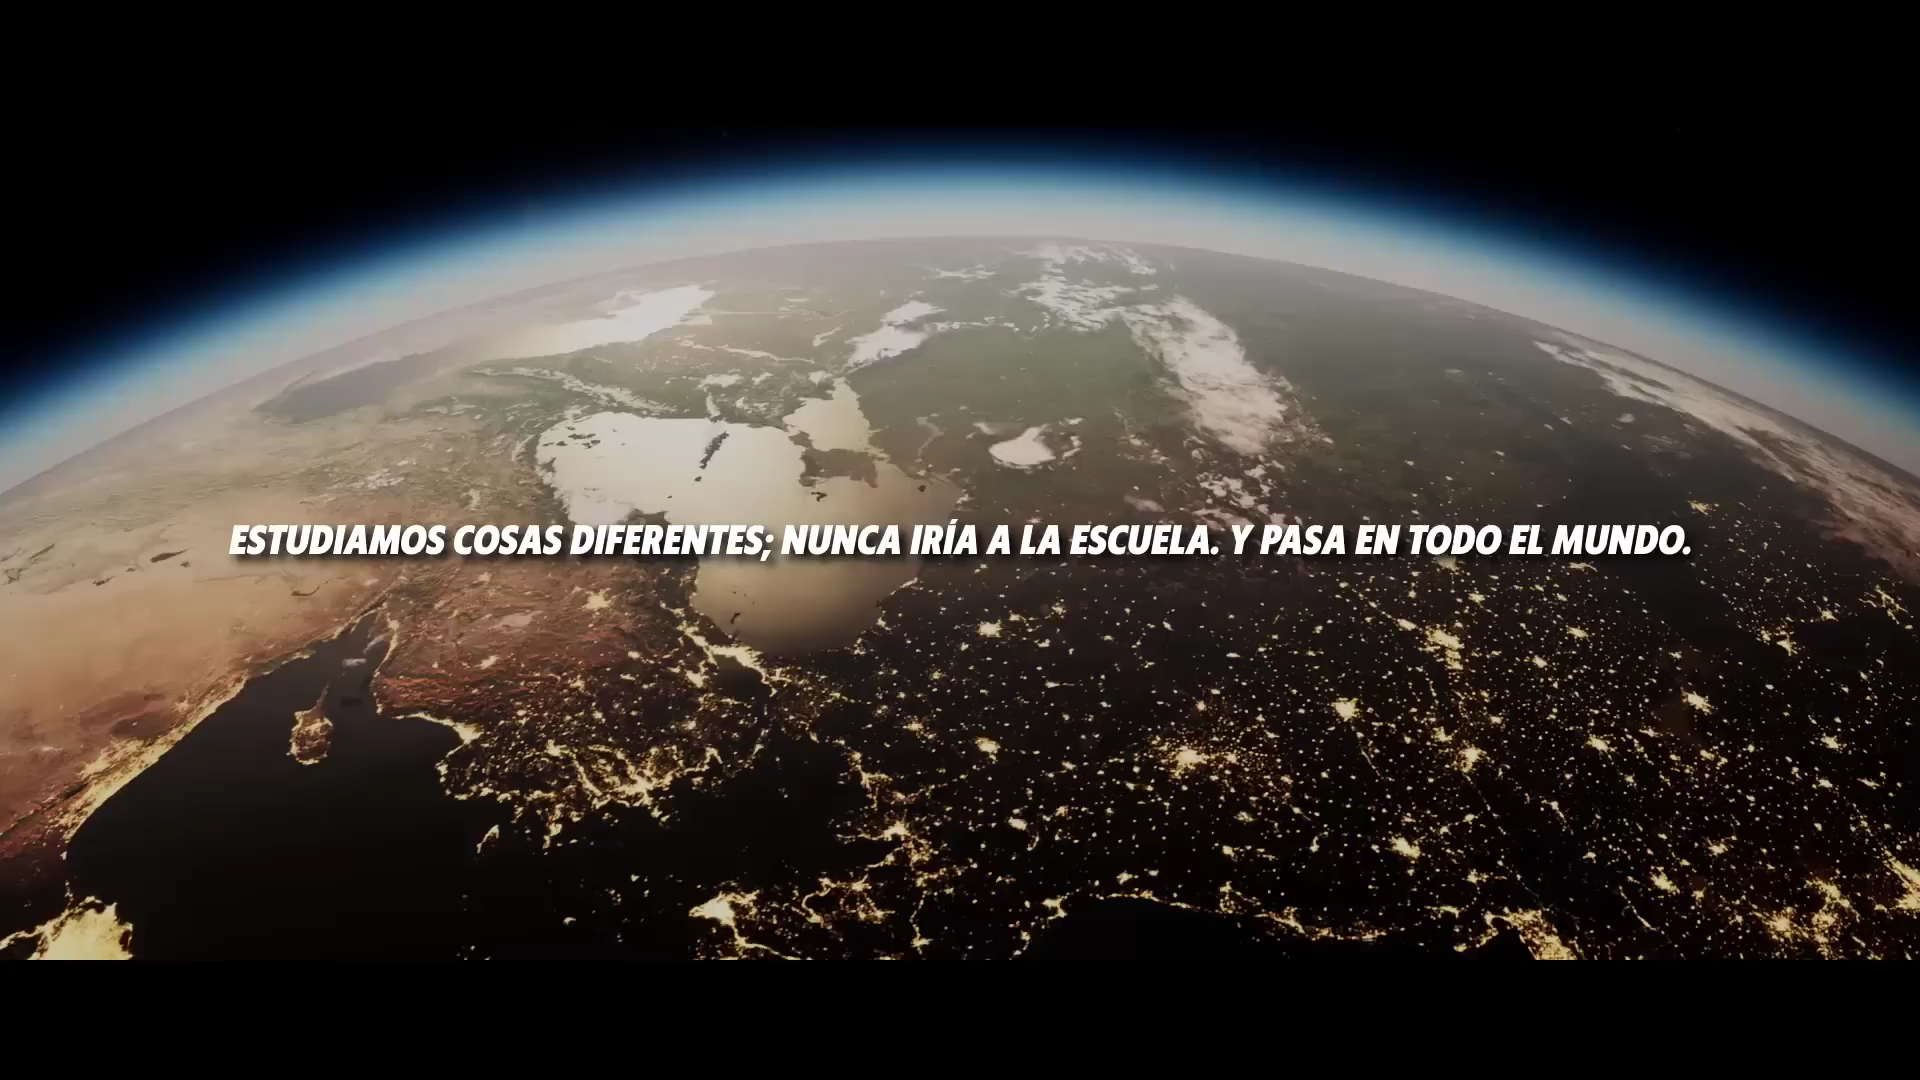 ESTUDIAMOS COSAS DIFERENTES; NUNCA IRÍA A LA ESCUELA. Y PASA EN TODO EL MUNDO.